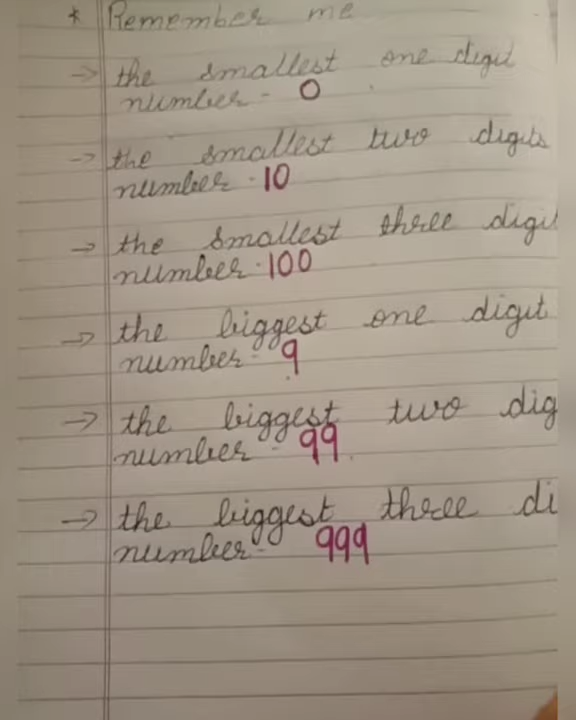 * Remember me
→ the smallest one digit
number - 0
→ the smallest two digits
number - 10
→ the smallest three digi
number - 100
→ the biggest one digit
number - 9
→ the biggest two dig
number - 99
→ the biggest three di
number - 999